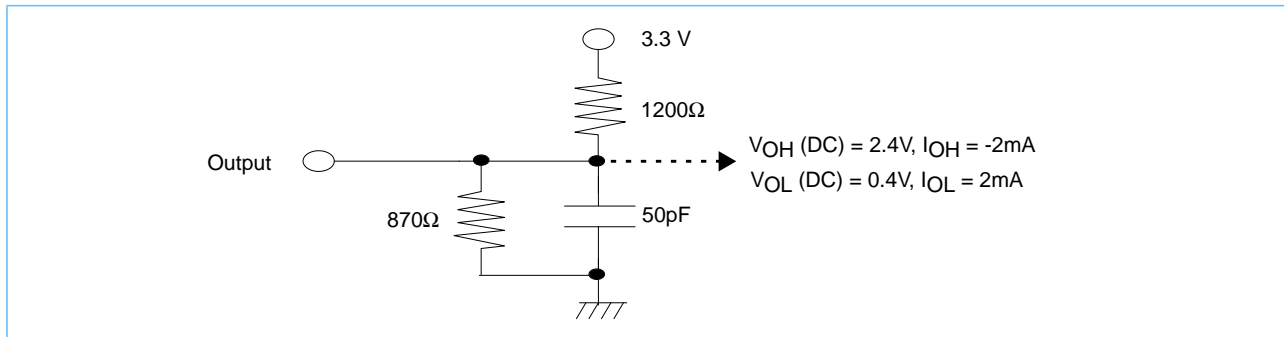 3.3 V
1200Ω
Output
VOH (DC) = 2.4V, IOH = -2mA
VOL (DC) = 0.4V, IOL = 2mA
870Ω
50pF